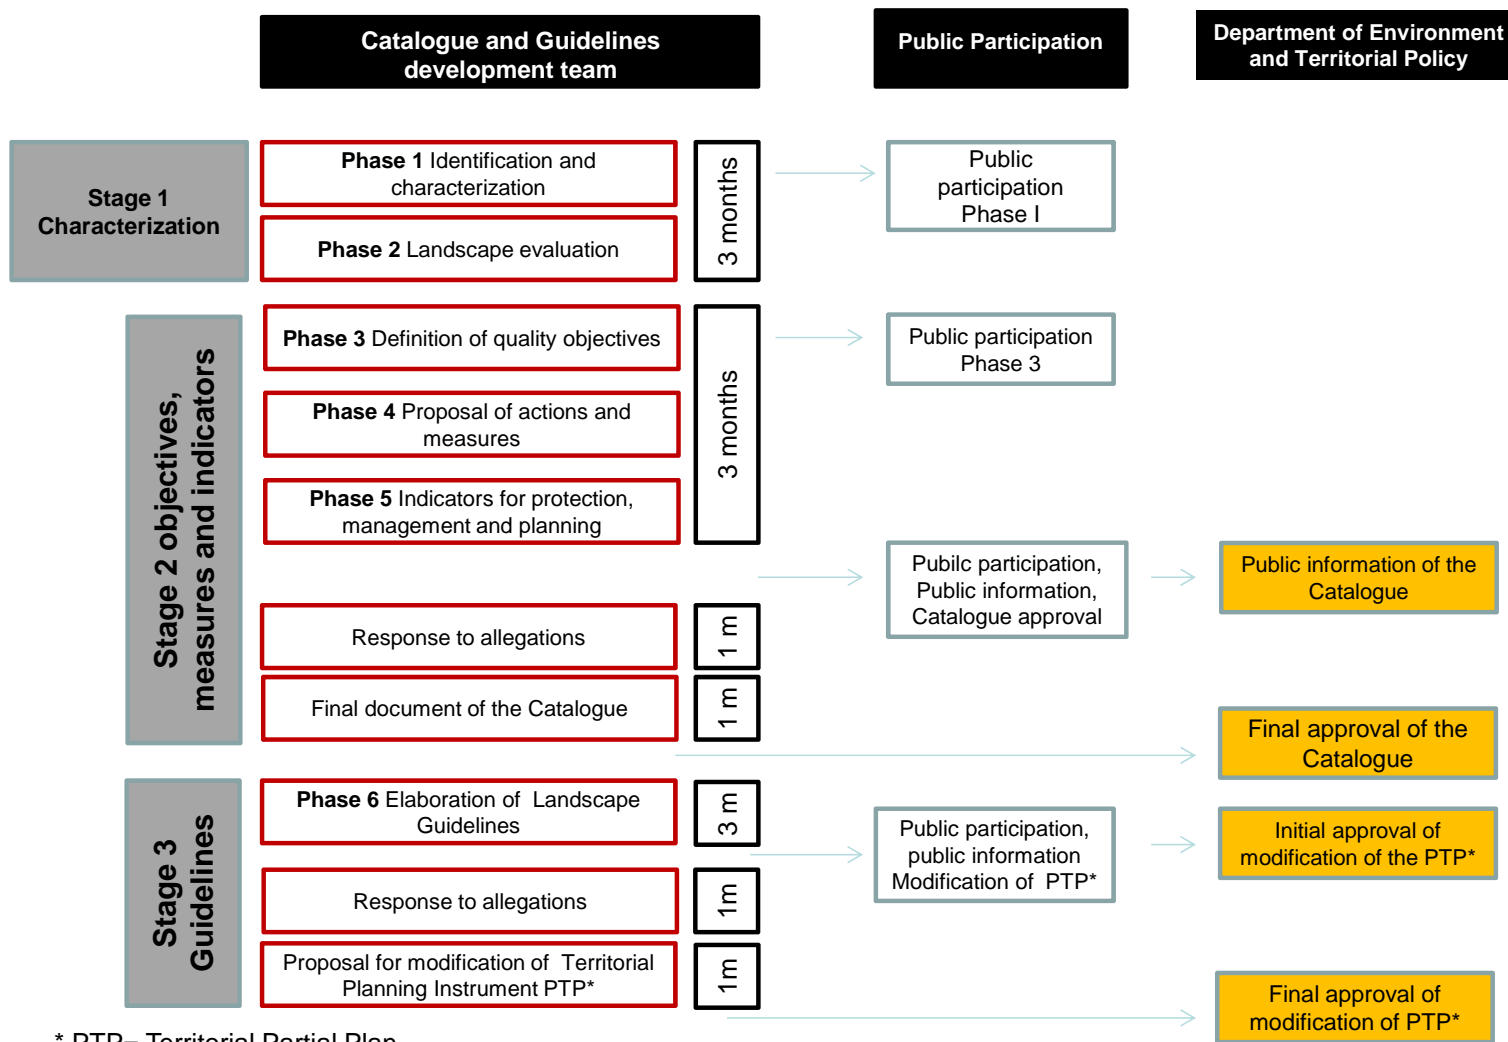 Catalogue and Guidelines
development team
Public Participation
Department of Environment
and Territorial Policy
Stage 1
Characterization
Phase 1 Identification and
characterization
Phase 2 Landscape evaluation
3 months
Public
participation
Phase I
Stage 2 objectives,
measures and indicators
Phase 3 Definition of quality objectives
Phase 4 Proposal of actions and
measures
Phase 5 Indicators for protection,
management and planning
3 months
Public participation
Phase 3
Public participation,
Public information,
Catalogue approval
Public information of the
Catalogue
Response to allegations
1 m
Final document of the Catalogue
1 m
Final approval of the
Catalogue
Stage 3
Guidelines
Phase 6 Elaboration of Landscape
Guidelines
3 m
Public participation,
public information
Modification of PTP*
Initial approval of
modification of the PTP*
Response to allegations
1m
Proposal for modification of Territorial
Planning Instrument PTP*
1m
Final approval of
modification of PTP*
* PTP= Territorial Partial Plan